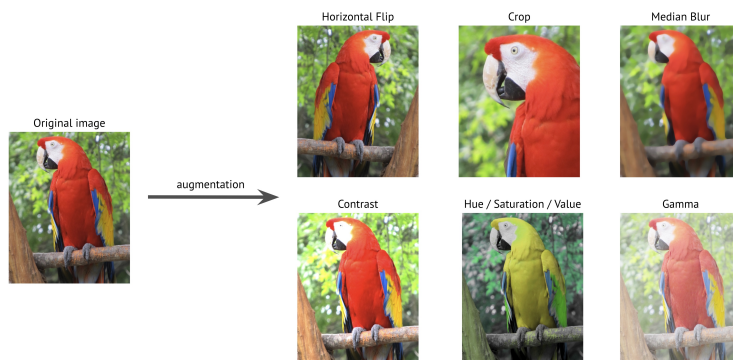 Horizontal Flip
Crop
Median Blur
Original image
augmentation
Contrast
Hue / Saturation / Value
Gamma